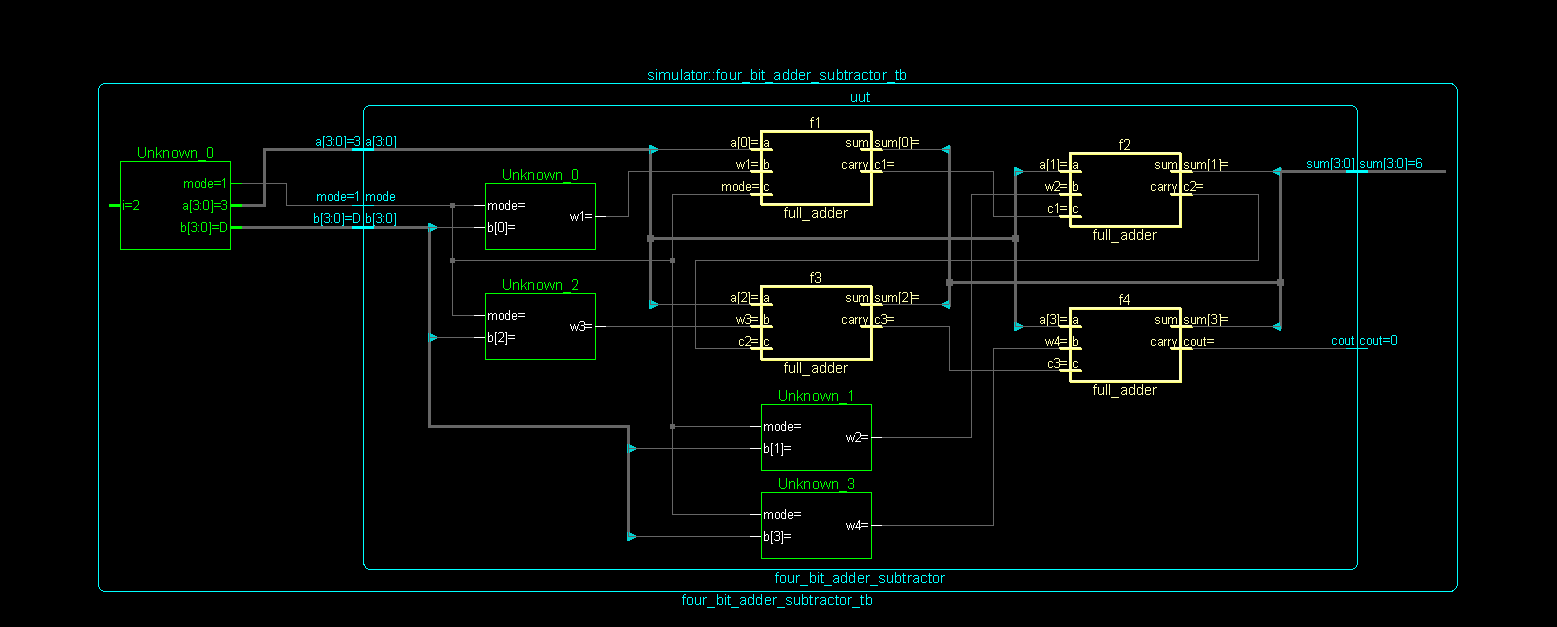 simulator::four_bit_adder_subtractor_tb
uut
Unknown_0
i=2
mode=1
a[3:0]=3
b[3:0]=D
a[3:0]=3 a[3:0]
mode=1 mode
b[3:0]=D b[3:0]
Unknown_0
mode=
b[0]=
w1=
Unknown_2
mode=
b[2]=
w3=
f1
a[0]= a
w1= b
mode= c
sum sum[0]=
carry c1=
full_adder
f2
a[1]= a
w2= b
c1= c
sum sum[1]=
carry c2=
full_adder
f3
a[2]= a
w3= b
c2= c
sum sum[2]=
carry c3=
full_adder
f4
a[3]= a
w4= b
c3= c
sum sum[3]=
carry cout=
full_adder
sum[3:0] sum[3:0]=6
cout cout=0
Unknown_1
mode=
b[1]=
w2=
Unknown_3
mode=
b[3]=
w4=
four_bit_adder_subtractor
four_bit_adder_subtractor_tb